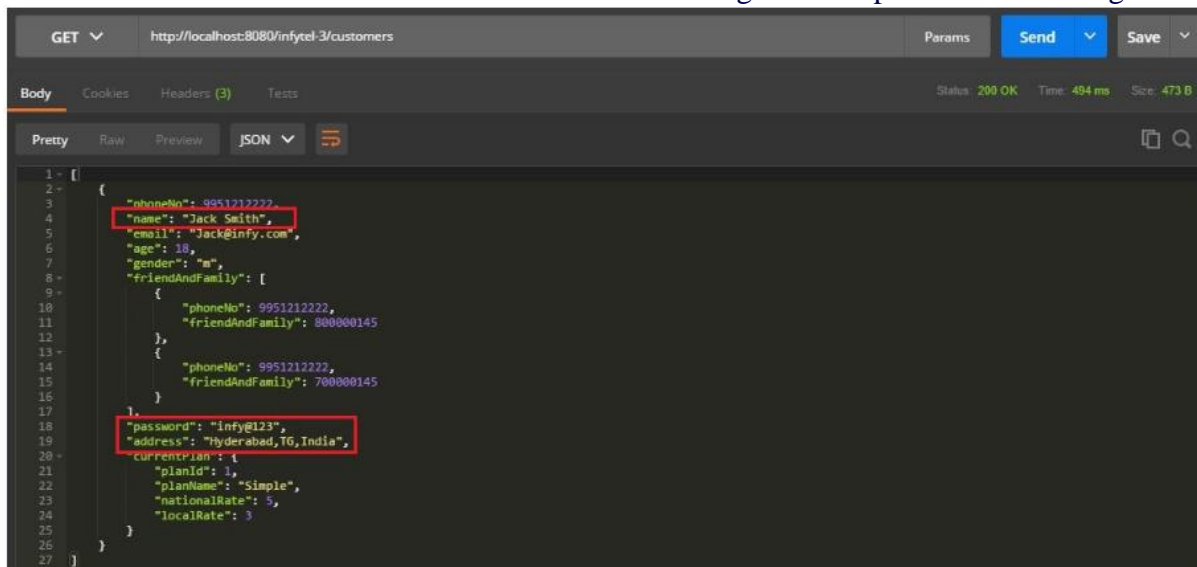 GET http://localhost:8080/infytel-3/customers Params Send Save
Body Cookies Headers (3) Tests Status: 200 OK Time: 494 ms Size: 473 B
Pretty Raw Preview JSON
1 [
2 {
3 "phoneNo": 9951212222,
4 "name": "Jack Smith",
5 "email": "Jack@infy.com",
6 "age": 18,
7 "gender": "m",
8 "friendAndFamily": [
9 {
10 "phoneNo": 9951212222,
11 "friendAndFamily": 800000145
12 },
13 {
14 "phoneNo": 9951212222,
15 "friendAndFamily": 700000145
16 }
17 ],
18 "password": "infy@123",
19 "address": "Hyderabad,TG,India",
20 "currentPlan": {
21 "planId": 1,
22 "planName": "Simple",
23 "nationalRate": 5,
24 "localRate": 3
25 }
26 }
27 ]